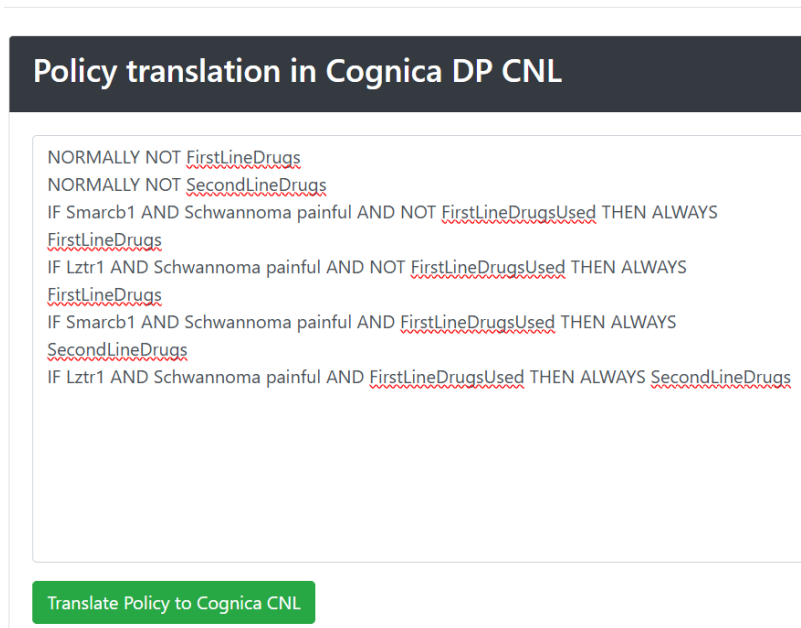 Policy translation in Cognica DP CNL
NORMALLY NOT FirstLineDrugs
NORMALLY NOT SecondLineDrugs
IF Smarcb1 AND Schwannoma painful AND NOT FirstLineDrugsUsed THEN ALWAYS
FirstLineDrugs
IF Lztr1 AND Schwannoma painful AND NOT FirstLineDrugsUsed THEN ALWAYS
FirstLineDrugs
IF Smarcb1 AND Schwannoma painful AND FirstLineDrugsUsed THEN ALWAYS
SecondLineDrugs
IF Lztr1 AND Schwannoma painful AND FirstLineDrugsUsed THEN ALWAYS SecondLineDrugs
Translate Policy to Cognica CNL